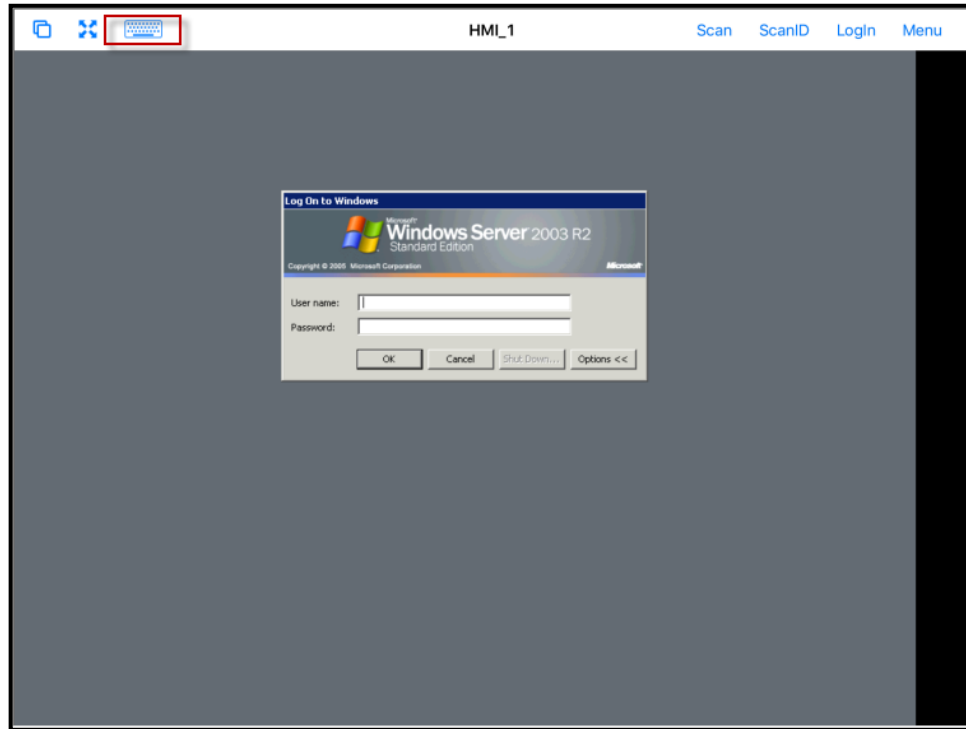 HMI_1 Scan ScanID LogIn Menu
Log On to Windows
Microsoft
Windows Server 2003 R2
Standard Edition
Copyright © 2005 Microsoft Corporation Microsoft
User name:
Password:
OK Cancel Shut Down... Options <<